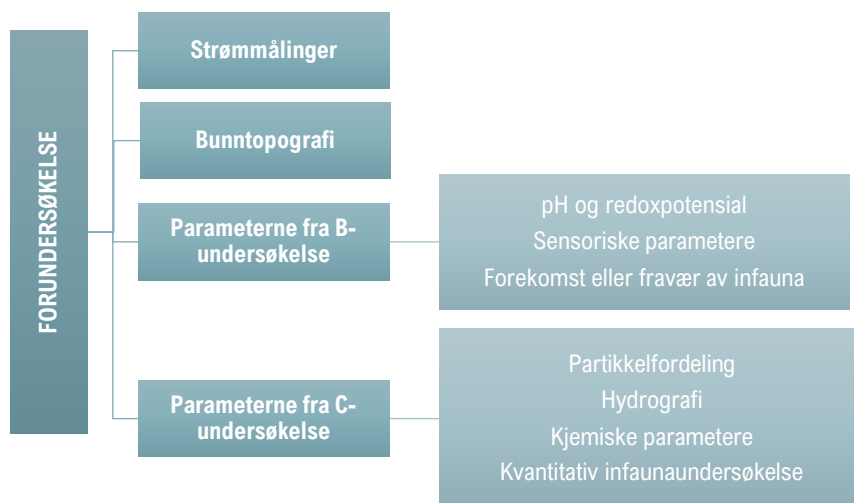 FORUNDERSØKELSE
Strømmålinger
Bunntopografi
Parameterne fra B-
undersøkelse
pH og redoxpotensial
Sensoriske parametere
Forekomst eller fravær av infauna
Parameterne fra C-
undersøkelse
Partikkelfordeling
Hydrografi
Kjemiske parametere
Kvantitativ infaunaundersøkelse